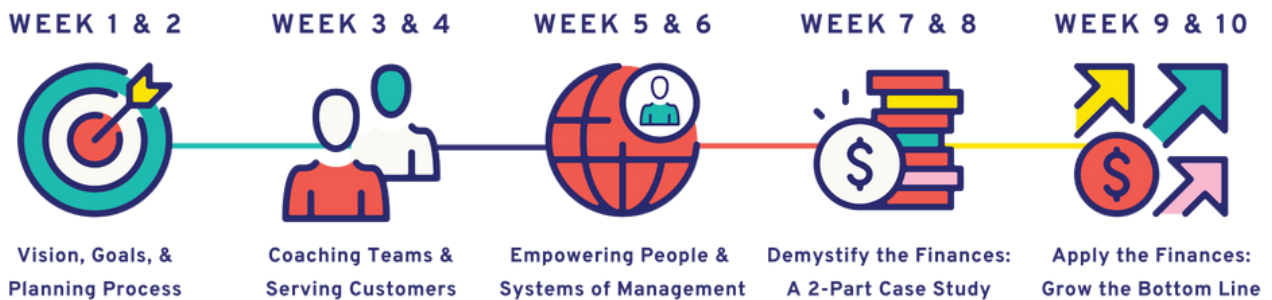 WEEK 1 & 2
WEEK 3 & 4
WEEK 5 & 6
WEEK 7 & 8
WEEK 9 & 10
$
$
Vision, Goals, &
Planning Process
Coaching Teams &
Serving Customers
Empowering People &
Systems of Management
Demystify the Finances:
A 2-Part Case Study
Apply the Finances:
Grow the Bottom Line